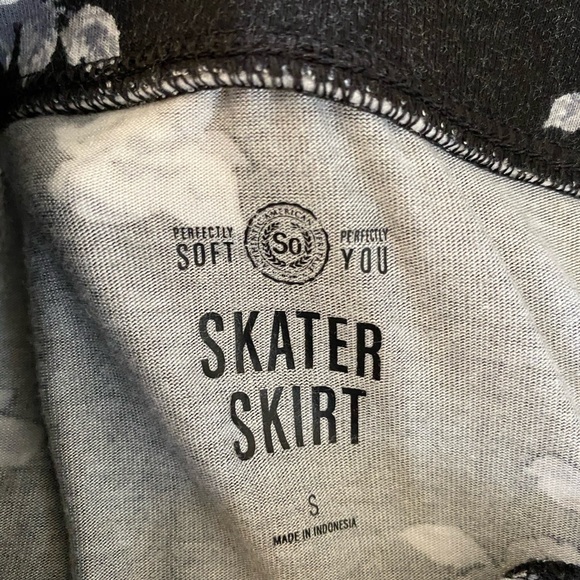 PERFECTLY
SOFT
So
PERFECTLY
YOU
SKATER
SKIRT
S
MADE IN INDONESIA